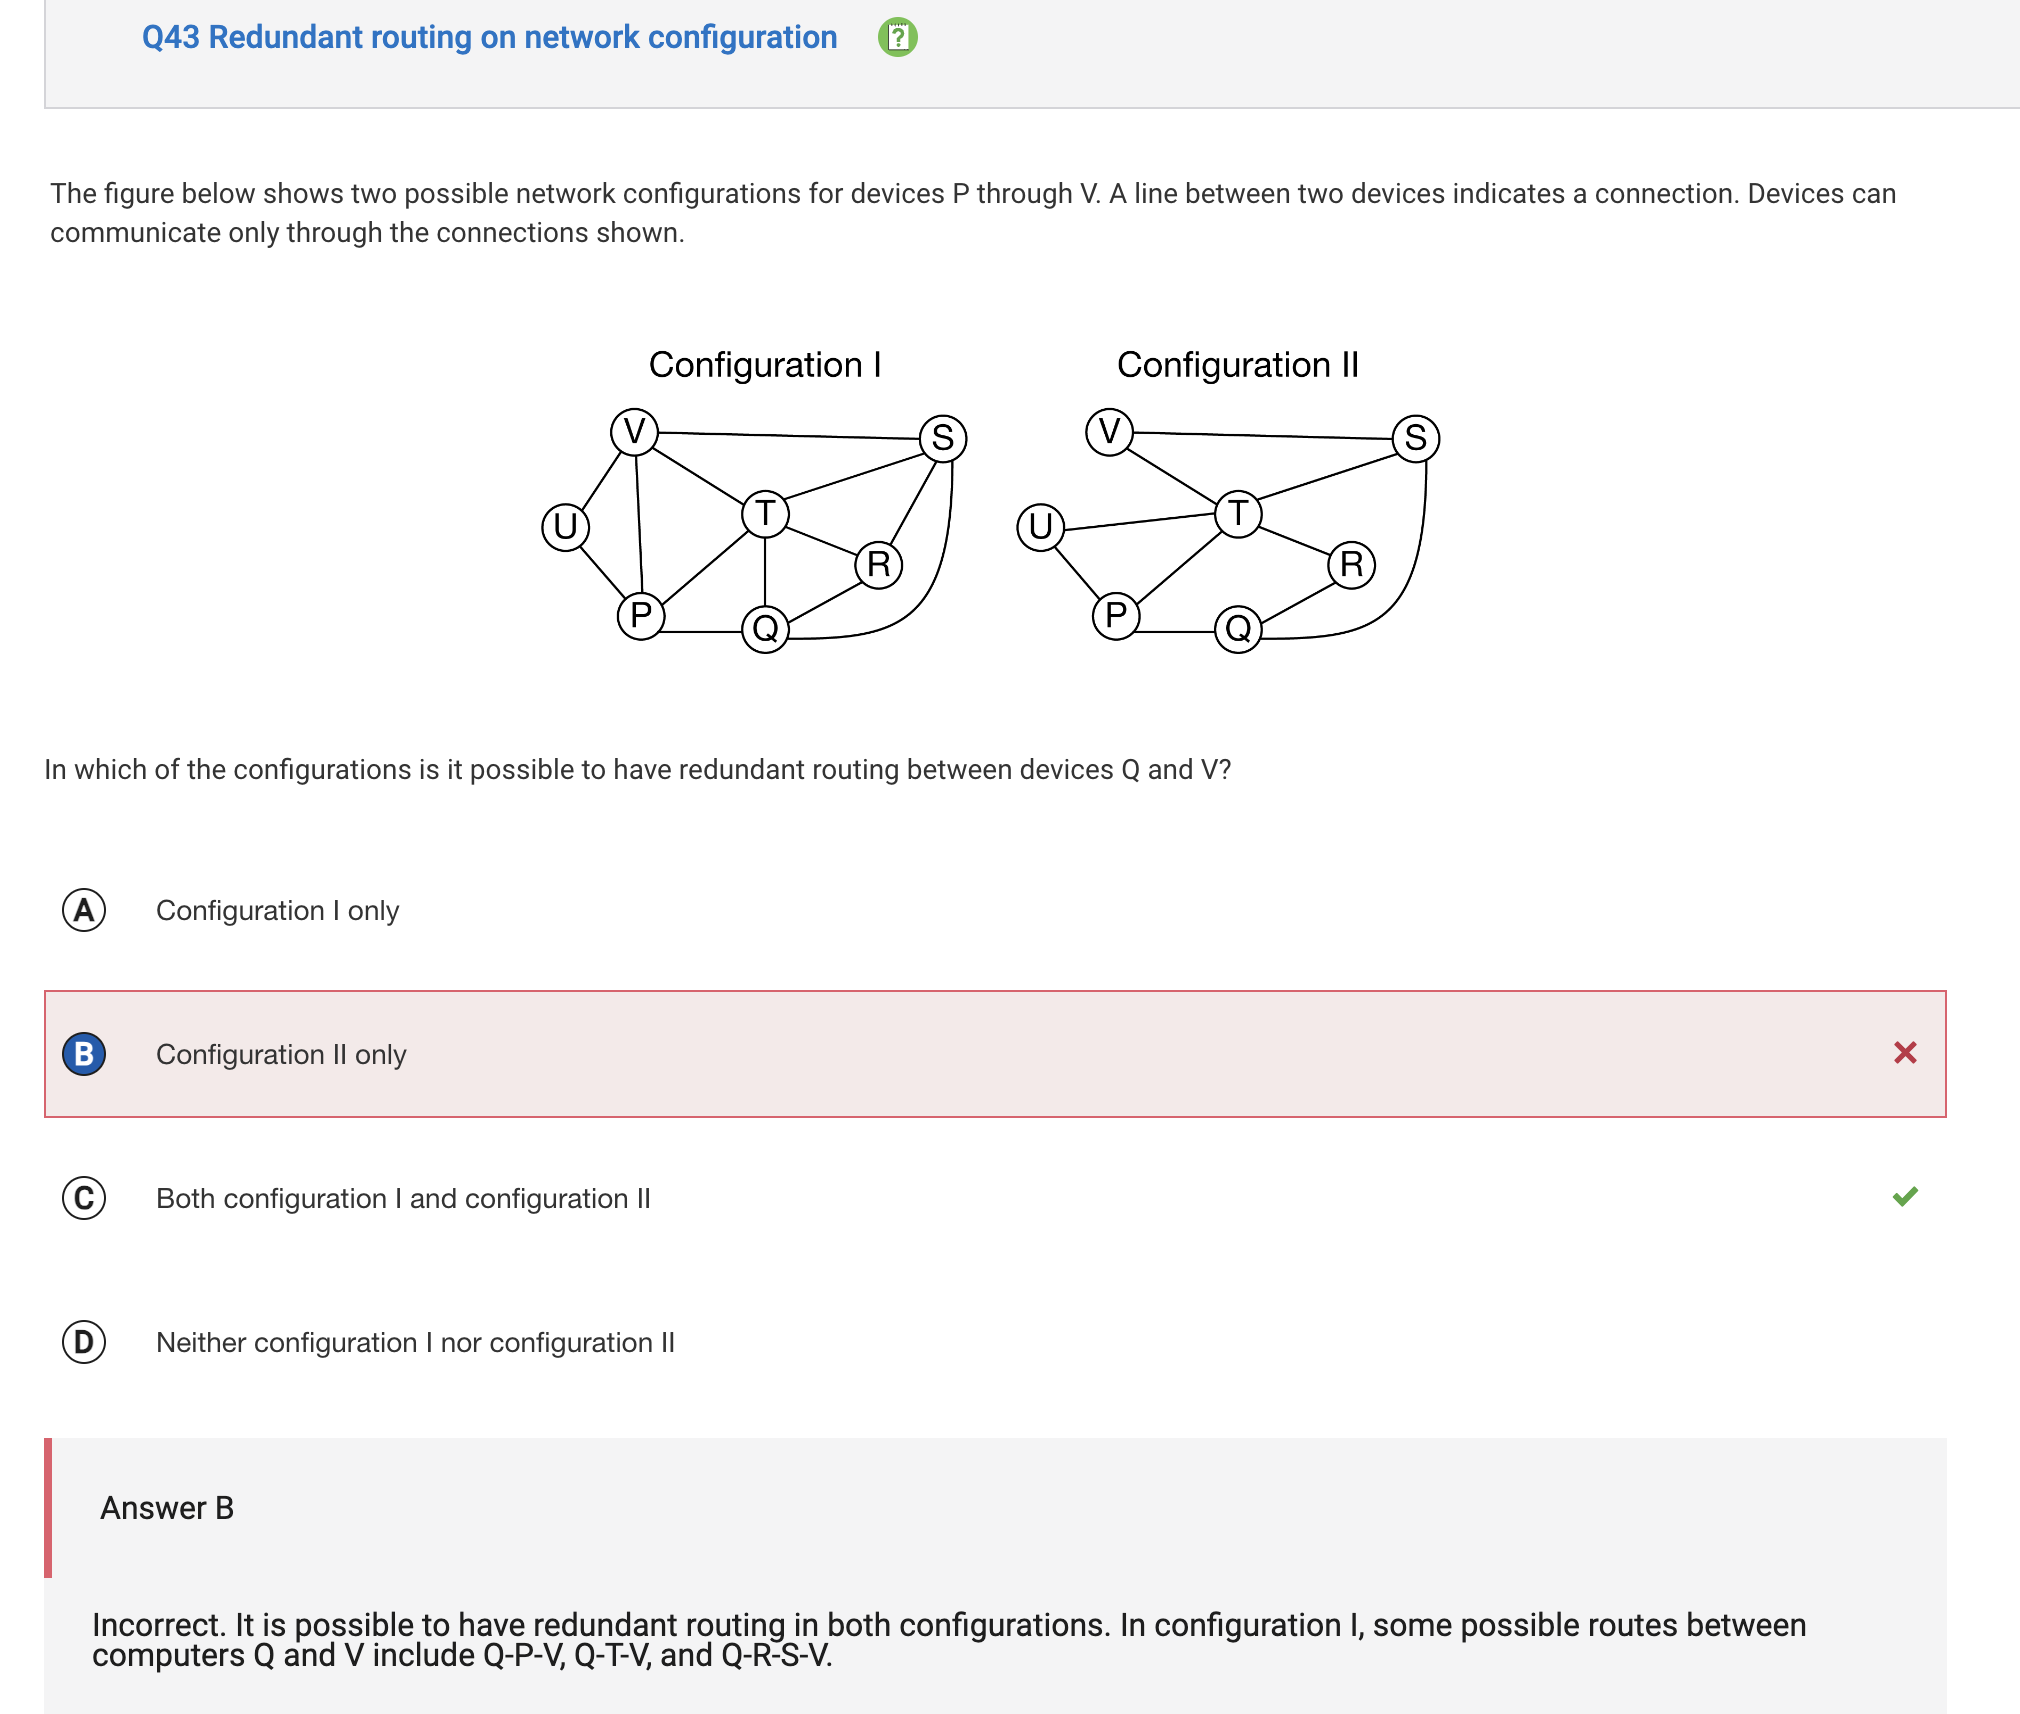 Q43 Redundant routing on network configuration
?
The figure below shows two possible network configurations for devices P through V. A line between two devices indicates a connection. Devices can
communicate only through the connections shown.
Configuration I
Configuration II
V
S
T
U
R
P
Q
V
S
T
U
R
P
Q
In which of the configurations is it possible to have redundant routing between devices Q and V?
A Configuration I only
B Configuration II only
C Both configuration I and configuration II
D Neither configuration I nor configuration II
Answer B
Incorrect. It is possible to have redundant routing in both configurations. In configuration I, some possible routes between
computers Q and V include Q-P-V, Q-T-V, and Q-R-S-V.